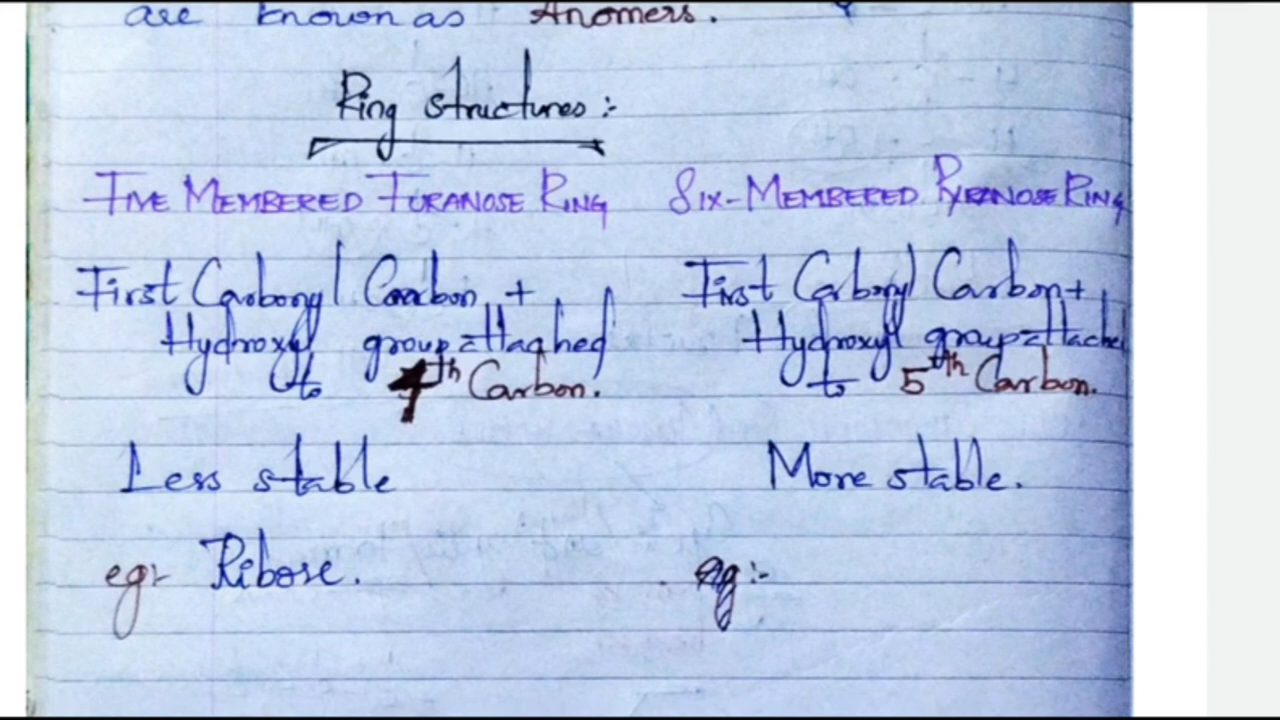 are known as Anomers.
Ring structures :-
FIVE MEMBERED FURANOSE RING
SIX-MEMBERED PYRANOSE RING
First Carbonyl Carbon +
Hydroxyl group attached
to 4th Carbon.
First Carbonyl Carbon +
Hydroxyl group attached
to 5th Carbon.
Less stable
More stable.
eg:- Ribose.
eg :-